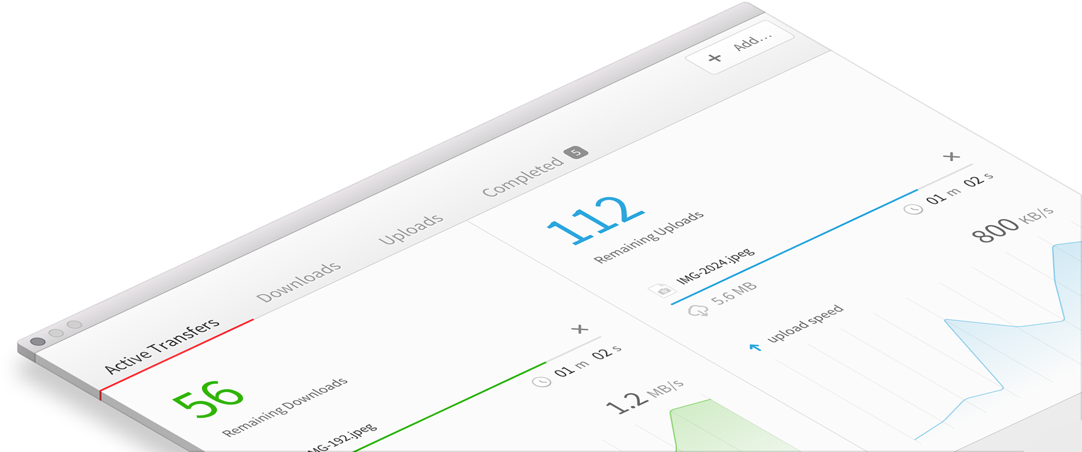 Add...
Active Transfers
Downloads
Uploads
Completed 5
56
Remaining Downloads
MG-192.jpeg
01 m 02 s
1.2 MB/s
112
Remaining Uploads
IMG-2024.jpeg
5.6 MB
01 m 02 s
upload speed
800 KB/s